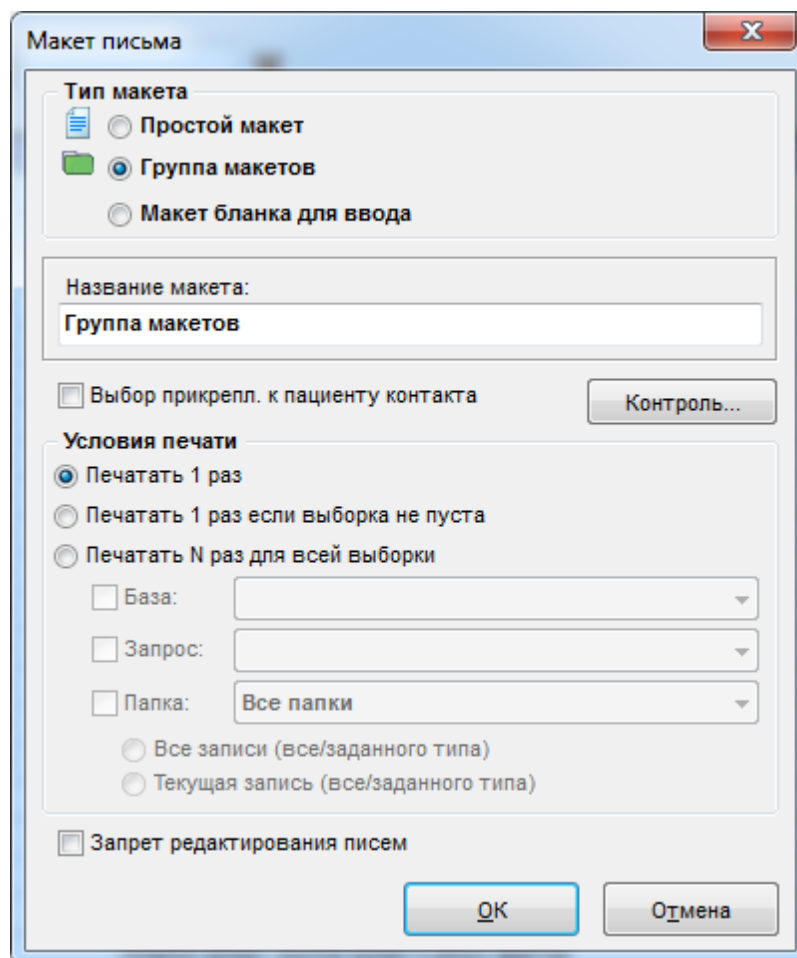 Макет письма
Тип макета
Простой макет
Группа макетов
Макет бланка для ввода
Название макета:
Группа макетов
Выбор прикрепл. к пациенту контакта
Контроль...
Условия печати
Печатать 1 раз
Печатать 1 раз если выборка не пуста
Печатать N раз для всей выборки
База:
Запрос:
Папка: Все папки
Все записи (все/заданного типа)
Текущая запись (все/заданного типа)
Запрет редактирования писем
OK Отмена